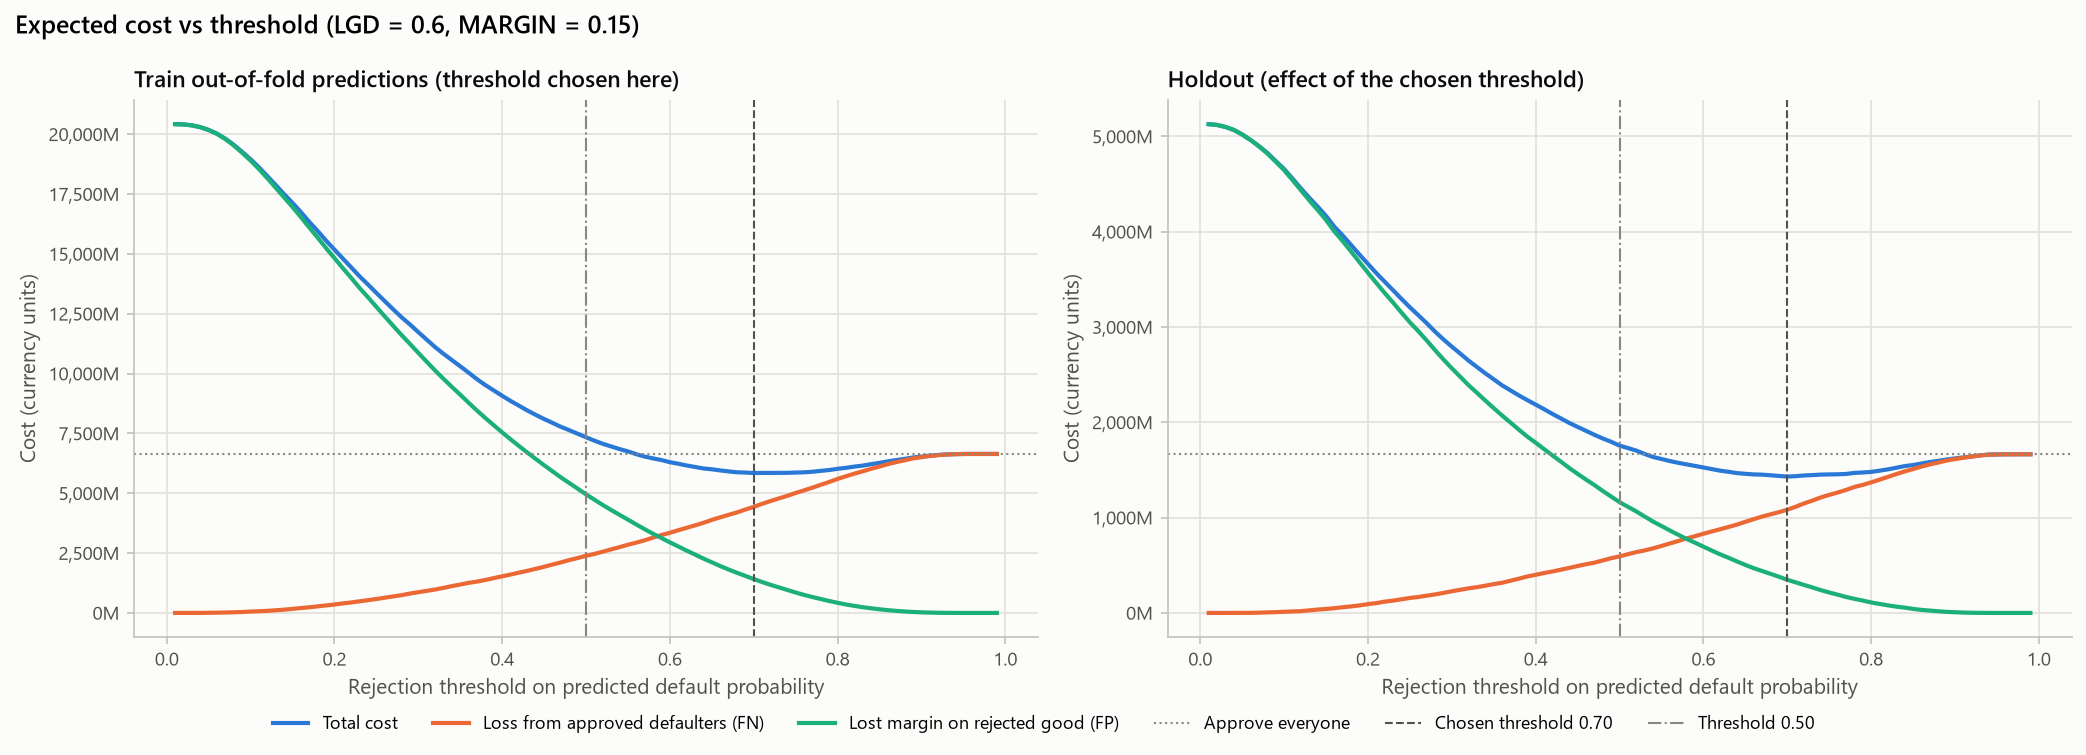 Expected cost vs threshold (LGD = 0.6, MARGIN = 0.15)
Train out-of-fold predictions (threshold chosen here)
Cost (currency units)
20,000M
17,500M
15,000M
12,500M
10,000M
7,500M
5,000M
2,500M
0M
0.0 0.2 0.4 0.6 0.8 1.0
Rejection threshold on predicted default probability
Holdout (effect of the chosen threshold)
Cost (currency units)
5,000M
4,000M
3,000M
2,000M
1,000M
0M
0.0 0.2 0.4 0.6 0.8 1.0
Rejection threshold on predicted default probability
Total cost Loss from approved defaulters (FN) Lost margin on rejected good (FP) Approve everyone Chosen threshold 0.70 Threshold 0.50